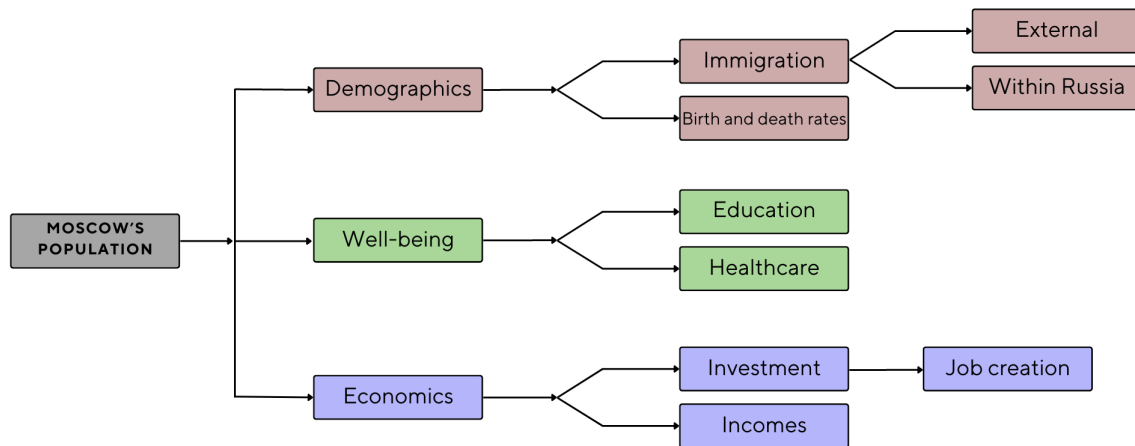 External
Immigration
Demographics
Within Russia
Birth and death rates
MOSCOW'S
POPULATION
Education
Well-being
Healthcare
Investment
Job creation
Economics
Incomes